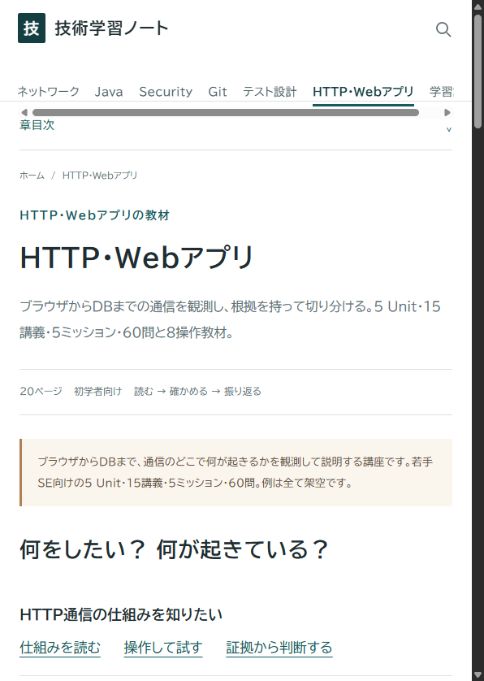 技 技術学習ノート
ネットワーク Java Security Git テスト設計 HTTP・Webアプリ 学習
章目次
ホーム / HTTP・Webアプリ
HTTP・Webアプリの教材
HTTP・Webアプリ
ブラウザからDBまでの通信を観測し、根拠を持って切り分ける。5 Unit・15
講義・5ミッション・60問と8操作教材。
20ページ 初学者向け 読む → 確かめる → 振り返る
ブラウザからDBまで、通信のどこで何が起きるかを観測して説明する講座です。若手
SE向けの5 Unit・15講義・5ミッション・60問。例は全て架空です。
何をしたい？ 何が起きている？
HTTP通信の仕組みを知りたい
仕組みを読む 操作して試す 証拠から判断する